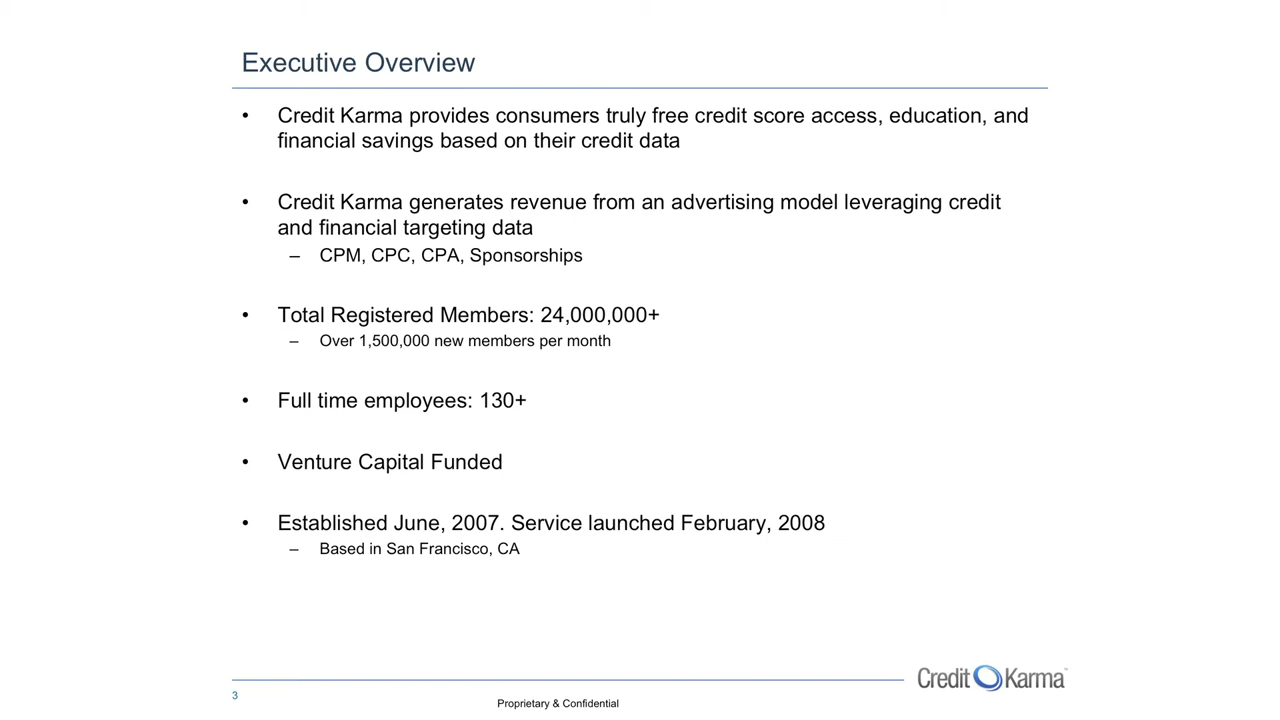 Executive Overview
• Credit Karma provides consumers truly free credit score access, education, and
financial savings based on their credit data
• Credit Karma generates revenue from an advertising model leveraging credit
and financial targeting data
– CPM, CPC, CPA, Sponsorships
• Total Registered Members: 24,000,000+
– Over 1,500,000 new members per month
• Full time employees: 130+
• Venture Capital Funded
• Established June, 2007. Service launched February, 2008
– Based in San Francisco, CA
Credit Karma™
3
Proprietary & Confidential